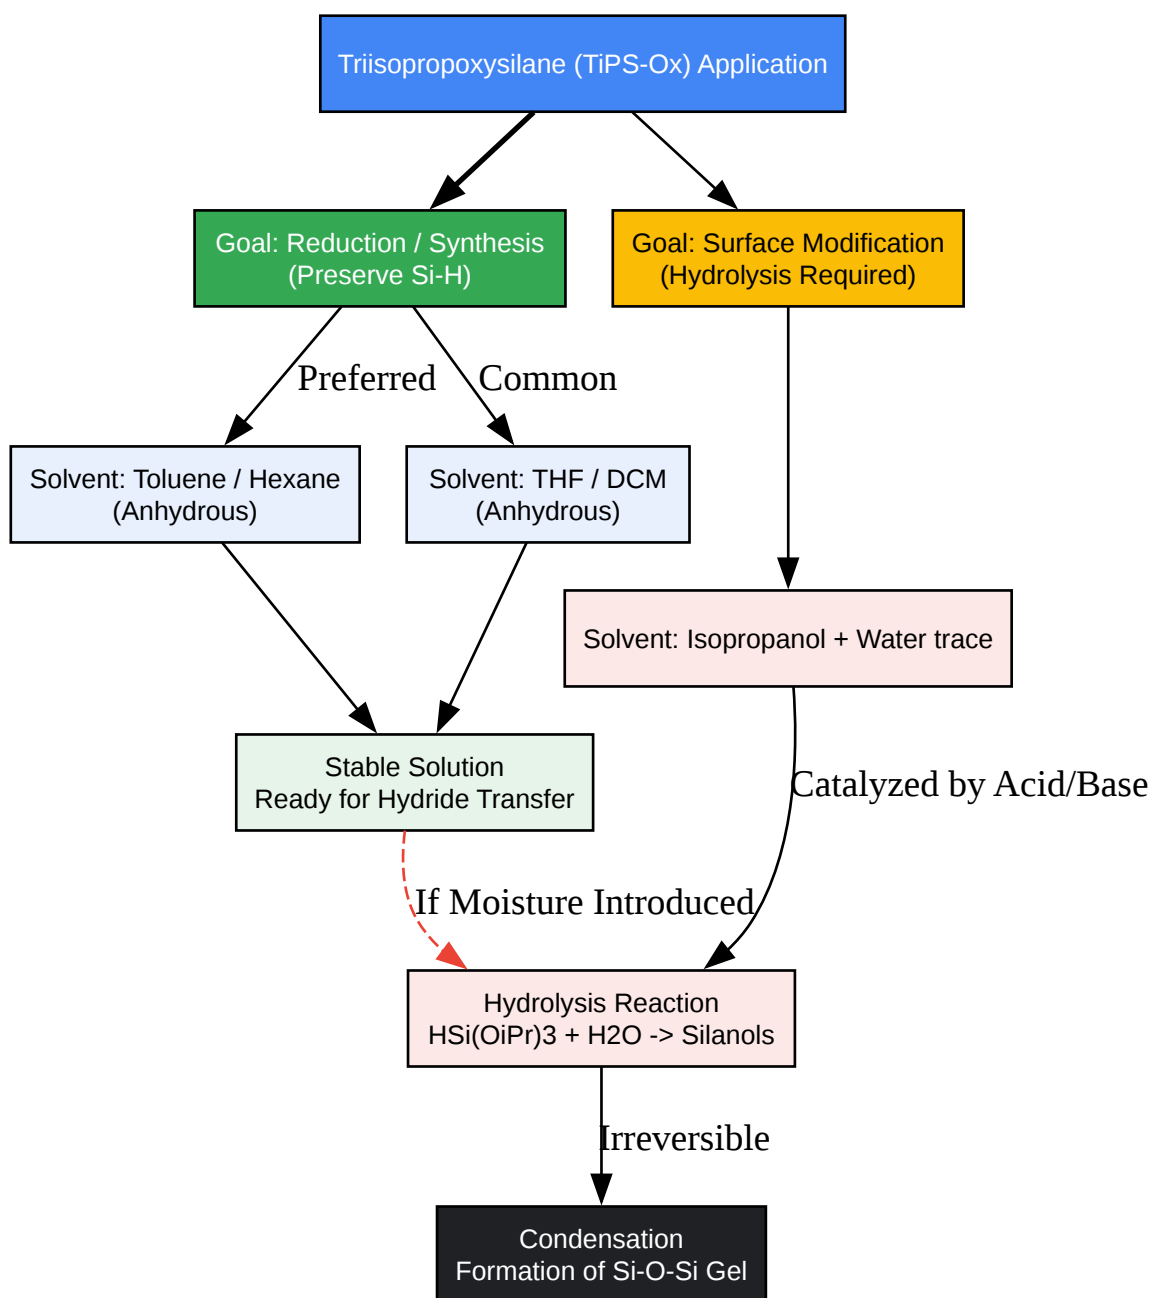 Triisopropoxysilane (TiPS-Ox) Application
Goal: Reduction / Synthesis
(Preserve Si-H)
Goal: Surface Modification
(Hydrolysis Required)
Preferred
Common
Solvent: Toluene / Hexane
(Anhydrous)
Solvent: THF / DCM
(Anhydrous)
Solvent: Isopropanol + Water trace
Stable Solution
Ready for Hydride Transfer
Catalyzed by Acid/Base
If Moisture Introduced
Hydrolysis Reaction
HSi(OiPr)3 + H2O -> Silanols
Irreversible
Condensation
Formation of Si-O-Si Gel